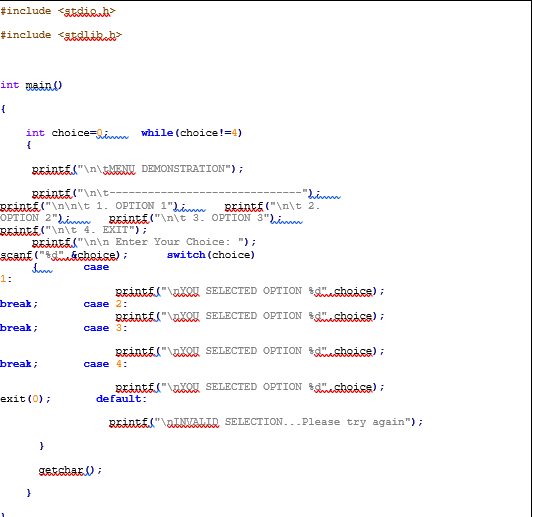 #include <stdio.h>
#include <stdlib.h>
int main()
{
int choice=0; while(choice!=4)
{
printf("\n\tMENU DEMONSTRATION");
printf("\n\t------------------------------");
printf("\n\n\t 1. OPTION 1"); printf("\n\t 2.
OPTION 2"); printf("\n\t 3. OPTION 3");
printf("\n\t 4. EXIT");
printf("\n\n Enter Your Choice: ");
scanf("%d",&choice); switch(choice)
{ case
1:
printf("\nYOU SELECTED OPTION %d",choice);
break; case 2:
printf("\nYOU SELECTED OPTION %d",choice);
break; case 3:
printf("\nYOU SELECTED OPTION %d",choice);
break; case 4:
printf("\nYOU SELECTED OPTION %d",choice);
exit(0); default:
printf("\nINVALID SELECTION...Please try again");
}
getchar();
}
}